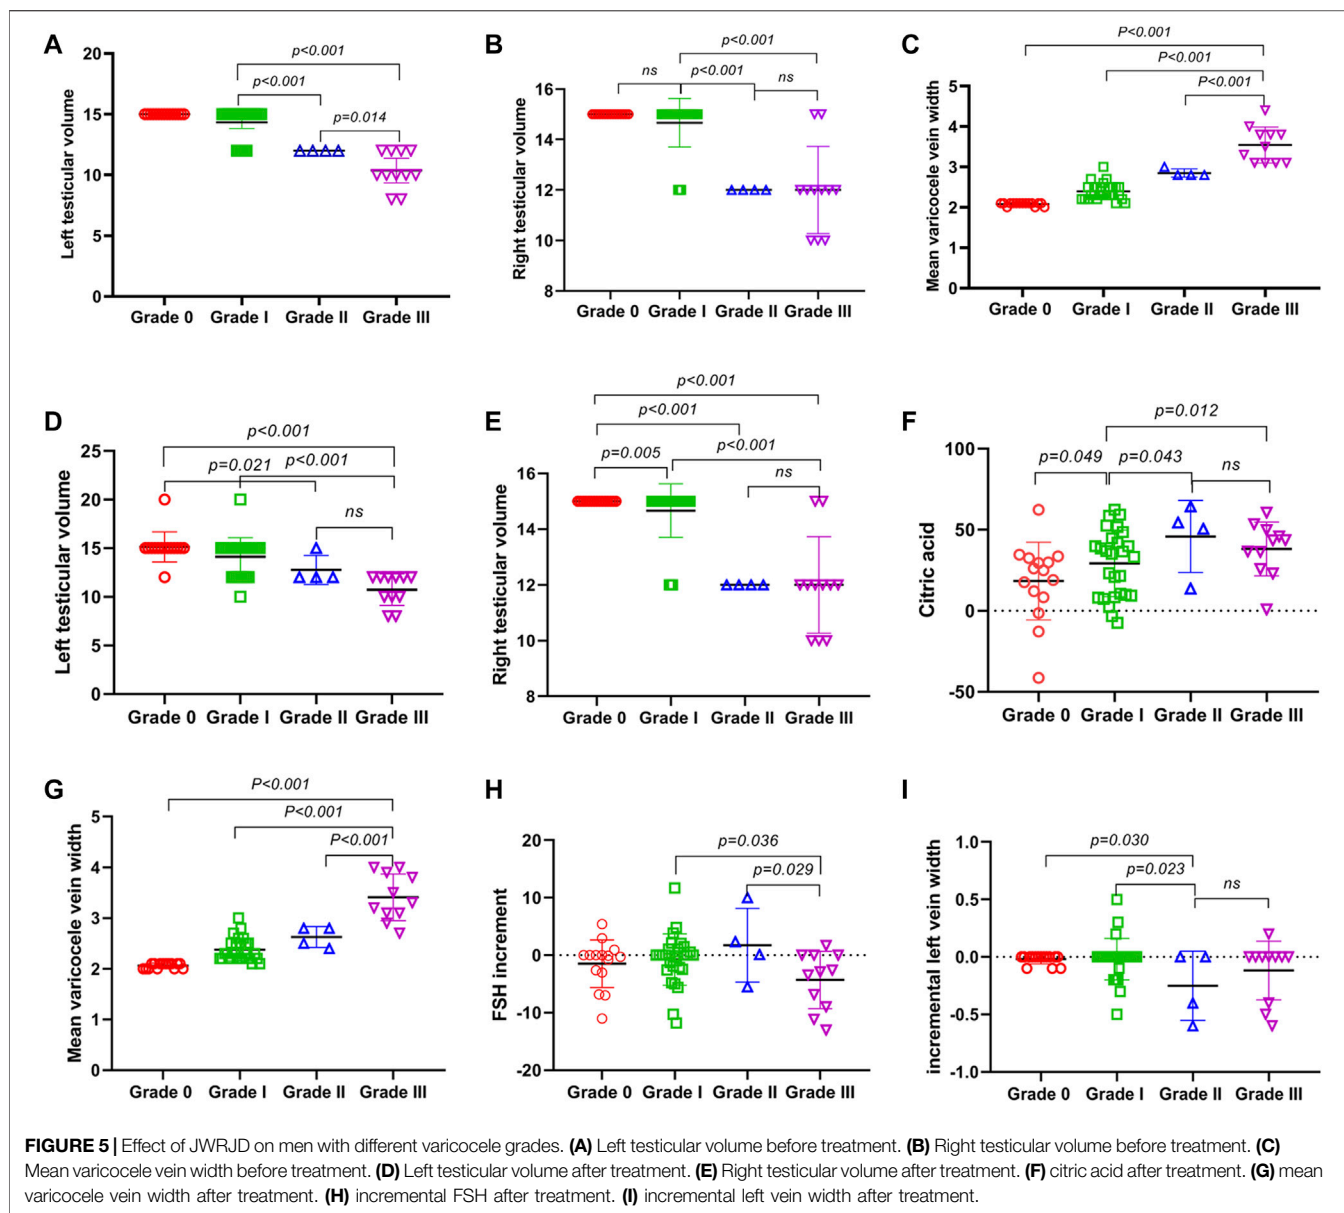 A
Left testicular volume
20
15
10
5
0
p<0.001
p<0.001
p=0.014
Grade 0 Grade I Grade II Grade III
B
Right testicular volume
16
14
12
10
8
p<0.001
ns p<0.001 ns
Grade 0 Grade I Grade II Grade III
C
Mean varicocele vein width
5
4
3
2
1
0
P<0.001
P<0.001
P<0.001
Grade 0 Grade I Grade II Grade III
D
Left testicular volume
25
20
15
10
5
0
p<0.001
p=0.021 p<0.001
ns
Grade 0 Grade I Grade II Grade III
E
Right testicular volume
16
14
12
10
8
p<0.001
p<0.001
p=0.005 p<0.001
ns
Grade 0 Grade I Grade II Grade III
F
Citric acid
100
50
0
-50
p=0.012
p=0.049 p=0.043 ns
Grade 0 Grade I Grade II Grade III
G
Mean varicocele vein width
5
4
3
2
1
0
P<0.001
P<0.001
P<0.001
Grade 0 Grade I Grade II Grade III
H
FSH increment
20
10
0
-10
-20
p=0.036
p=0.029
Grade 0 Grade I Grade II Grade III
I
incremental left vein width
1.0
0.5
0.0
-0.5
-1.0
p=0.030
p=0.023 ns
Grade 0 Grade I Grade II Grade III
FIGURE 5 | Effect of JWRJD on men with different varicocele grades. (A) Left testicular volume before treatment. (B) Right testicular volume before treatment. (C)
Mean varicocele vein width before treatment. (D) Left testicular volume after treatment. (E) Right testicular volume after treatment. (F) citric acid after treatment. (G) mean
varicocele vein width after treatment. (H) incremental FSH after treatment. (I) incremental left vein width after treatment.